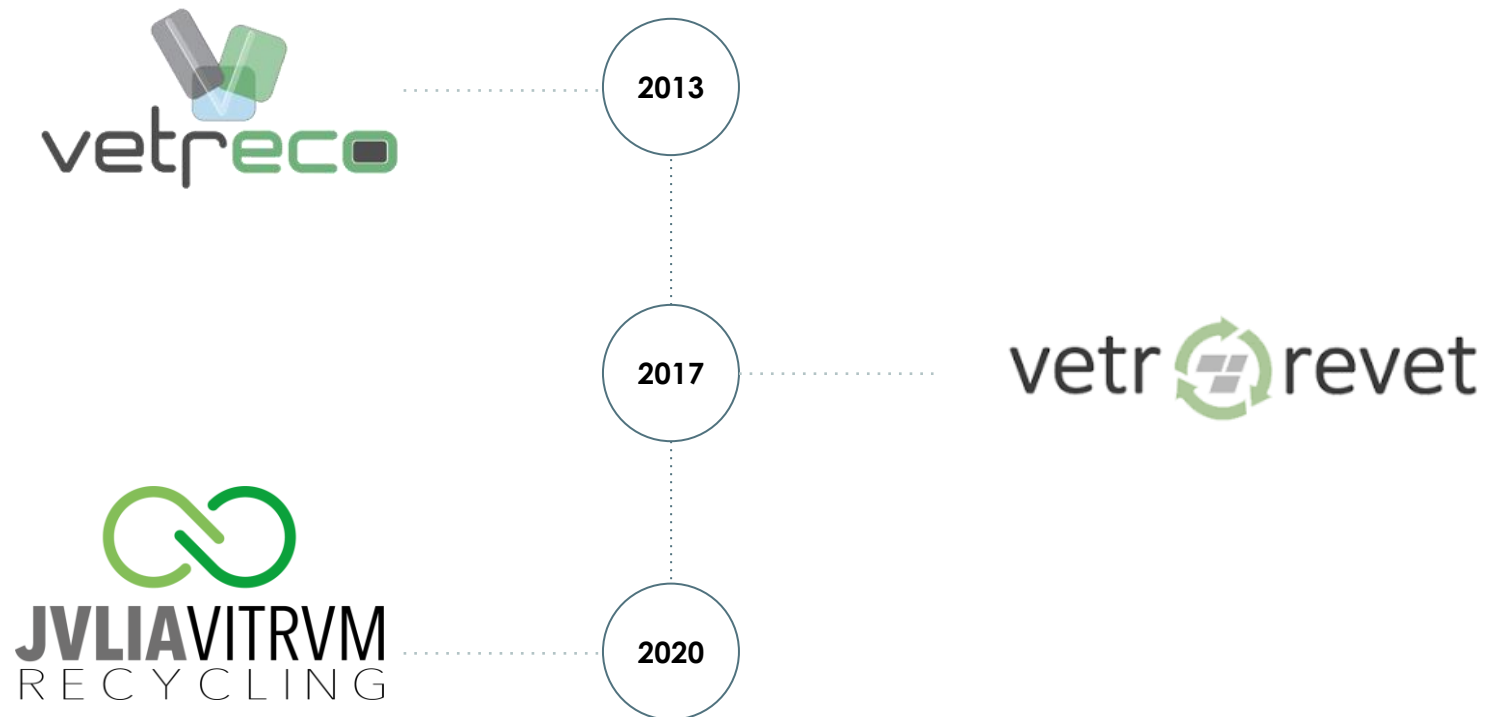 vetreco
2013
2017
vetr revet
JVLIAVITRVM
RECYCLING
2020